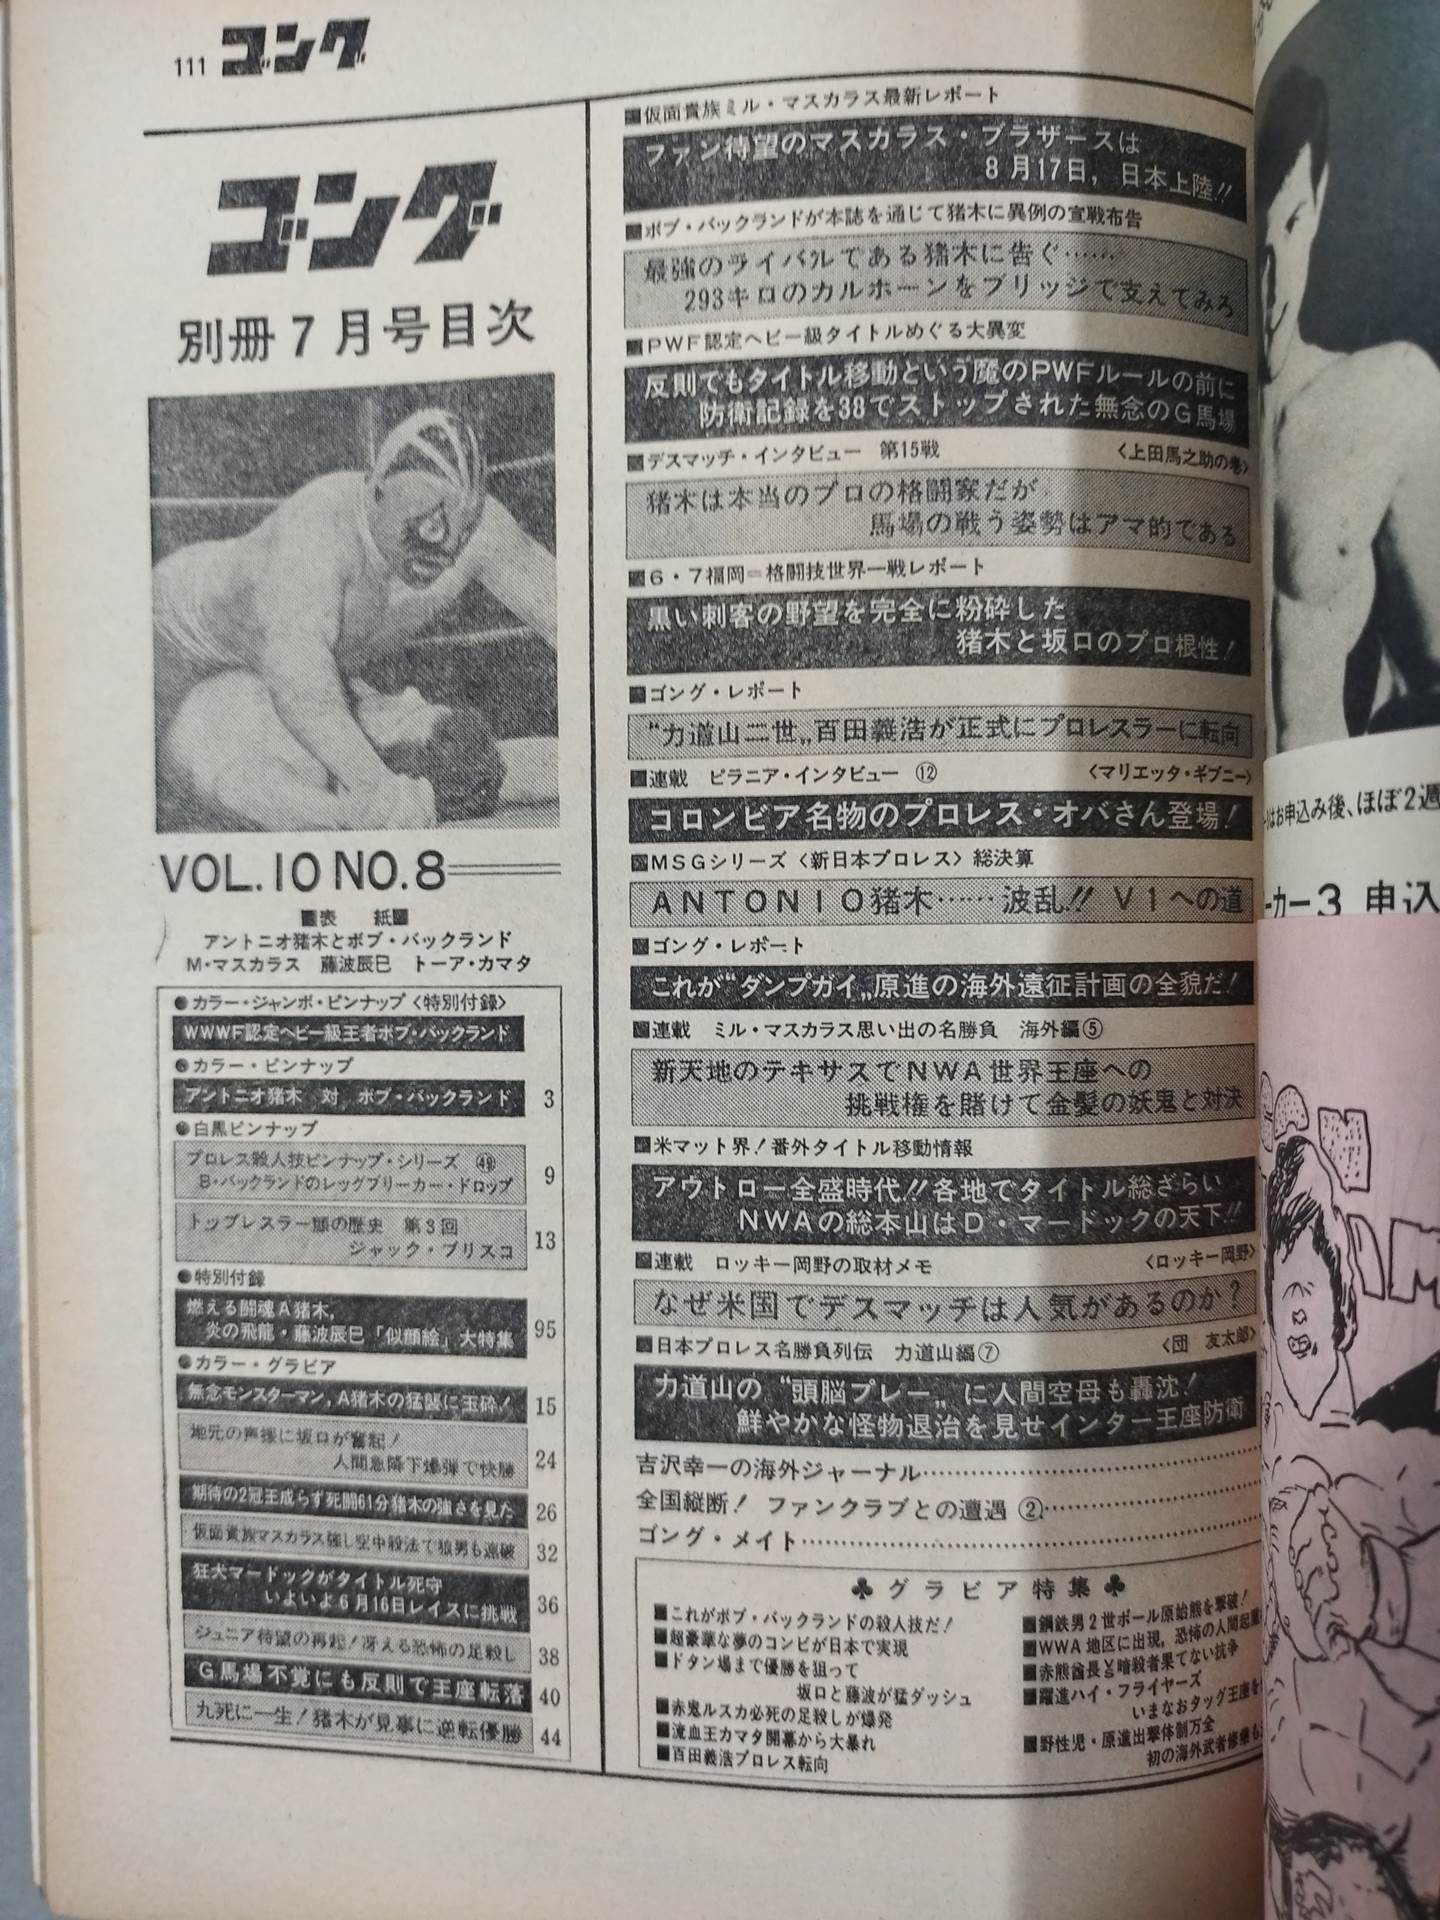 111 ゴング
ゴング
別冊7月号目次
VOL.10 NO.8
■表　紙■
アントニオ猪木とボブ・バックランド
M・マスカラス　藤波辰巳　トーア・カマタ
●カラー・ジャンボ・ピンナップ〈特別付録〉
WWWF認定ヘビー級王者ボブ・バックランド
●カラー・ピンナップ
アントニオ猪木　対　ボブ・バックランド 3
●白黒ピンナップ
プロレス殺人技ピンナップ・シリーズ ㊾
B・バックランドのレッグブリーカー・ドロップ 9
トップレスラー顔の歴史　第3回
ジャック・ブリスコ 13
●特別付録
燃える闘魂A猪木,
炎の飛龍・藤波辰巳「似顔絵」大特集 95
●カラー・グラビア
無念モンスターマン,A猪木の猛襲に玉砕! 15
地元の声援に坂口が奮起!
人間急降下爆弾で快勝 24
期待の2冠王成らず死闘61分猪木の強さを見た 26
仮面貴族マスカラス強し空中殺法で狼男も連破 32
狂犬マードックがタイトル死守
いよいよ6月16日レイスに挑戦 36
ジュニア待望の再起!冴える恐怖の足殺し 38
G馬場不覚にも反則で王座転落 40
九死に一生!猪木が見事に逆転優勝 44
■仮面貴族ミル・マスカラス最新レポート
ファン待望のマスカラス・ブラザースは
8月17日,日本上陸!!
■ボブ・バックランドが本誌を通じて猪木に異例の宣戦布告
最強のライバルである猪木に告ぐ……
293キロのカルホーンをブリッジで支えてみろ
■PWF認定ヘビー級タイトルめぐる大異変
反則でもタイトル移動という魔のPWFルールの前に
防衛記録を38でストップされた無念のG馬場
■デスマッチ・インタビュー　第15戦 〈上田馬之助の巻〉
猪木は本当のプロの格闘家だが
馬場の戦う姿勢はアマ的である
■6・7福岡＝格闘技世界一戦レポート
黒い刺客の野望を完全に粉砕した
猪木と坂口のプロ根性!
■ゴング・レポート
“力道山二世„百田義浩が正式にプロレスラーに転向
■連載　ピラニア・インタビュー ⑫ 〈マリエッタ・ギブニー〉
コロンビア名物のプロレス・オバさん登場!
■MSGシリーズ〈新日本プロレス〉総決算
ANTONIO猪木……波乱!! V1への道
■ゴング・レポート
これが“ダンプガイ„原進の海外遠征計画の全貌だ!
■連載　ミル・マスカラス思い出の名勝負　海外編⑤
新天地のテキサスでNWA世界王座への
挑戦権を賭けて金髪の妖鬼と対決
■米マット界!番外タイトル移動情報
アウトロー全盛時代!!各地でタイトル総ざらい
NWAの総本山はD・マードックの天下!!
■連載　ロッキー岡野の取材メモ 〈ロッキー岡野〉
なぜ米国でデスマッチは人気があるのか?
■日本プロレス名勝負列伝　力道山編⑦ 〈団　友太郎〉
力道山の“頭脳プレー„に人間空母も轟沈!
鮮やかな怪物退治を見せインター王座防衛
吉沢幸一の海外ジャーナル……
全国縦断!ファンクラブとの遭遇 ②……
ゴング・メイト……
♣グラビア特集♣
■これがボブ・バックランドの殺人技だ!
■超豪華な夢のコンビが日本で実現
■ドタン場まで優勝を狙って
坂口と藤波が猛ダッシュ
■赤鬼ルスカ必死の足殺しが爆発
■流血王カマタ開幕から大暴れ
■百田義浩プロレス転向
■鋼鉄男2世ポール原始熊を撃破!
■WWA地区に出現,恐怖の人間起重
■赤熊酋長VS暗殺者果てない抗争
■躍進ハイ・フライヤーズ
いまなおタッグ王座を
■野性児・原進出撃体制万全
初の海外武者修業も
はお申込み後、ほぼ2週
ーカー3 申込